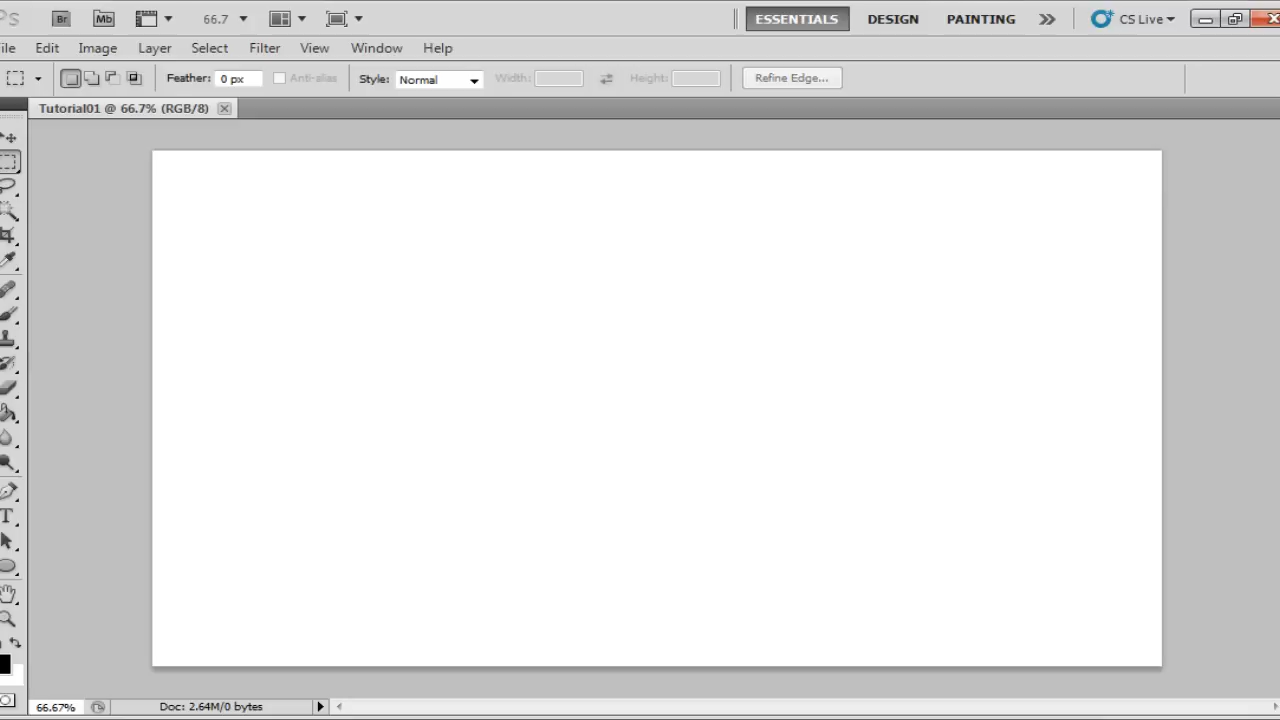 Ps Br Mb 66.7 ESSENTIALS DESIGN PAINTING CS Live
ile Edit Image Layer Select Filter View Window Help
Feather: 0 px Anti-alias Style: Normal Width: Height: Refine Edge...
Tutorial01 @ 66.7% (RGB/8)
T
66.67% Doc: 2.64M/0 bytes